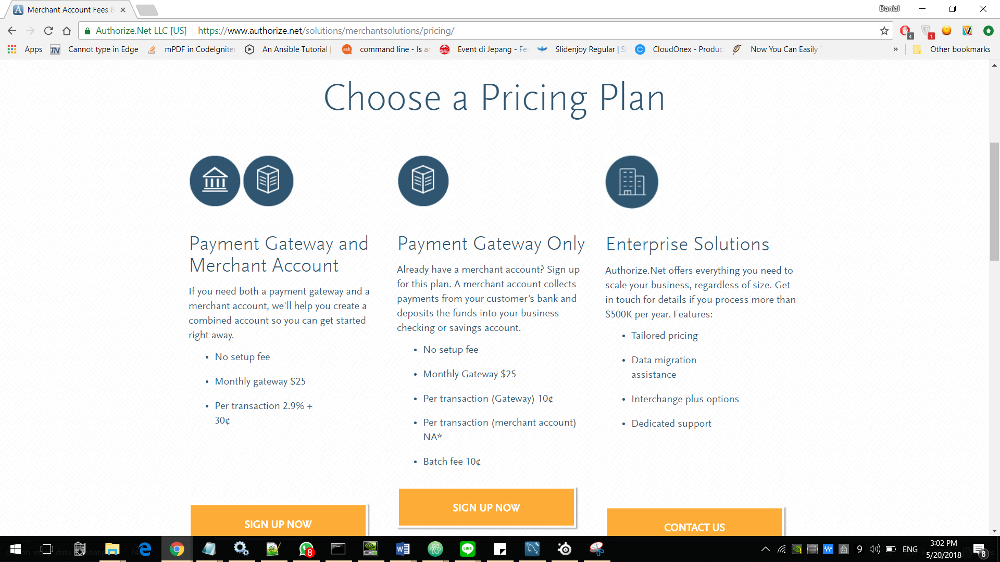 Merchant Account Fees &
Danial
Authorize.Net LLC [US]
https://www.authorize.net/solutions/merchantsolutions/pricing/
4
1
Apps
TN
Cannot type in Edge
mPDF in CodeIgniter
An Ansible Tutorial |
ask
command line - Is ar
Event di Jepang - Fe
Slidenjoy Regular | S
CloudOnex - Produc
Now You Can Easily
»
Other bookmarks
Choose a Pricing Plan
Payment Gateway and
Merchant Account
If you need both a payment gateway and a
merchant account, we'll help you create a
combined account so you can get started
right away.
• No setup fee
• Monthly gateway $25
• Per transaction 2.9% +
30¢
SIGN UP NOW
Payment Gateway Only
Already have a merchant account? Sign up
for this plan. A merchant account collects
payments from your customer's bank and
deposits the funds into your business
checking or savings account.
• No setup fee
• Monthly Gateway $25
• Per transaction (Gateway) 10¢
• Per transaction (merchant account)
NA*
• Batch fee 10¢
SIGN UP NOW
Enterprise Solutions
Authorize.Net offers everything you need to
scale your business, regardless of size. Get
in touch for details if you process more than
$500K per year. Features:
• Tailored pricing
• Data migration
assistance
• Interchange plus options
• Dedicated support
CONTACT US
8
LINE
9
ENG
3:02 PM
5/20/2018
8